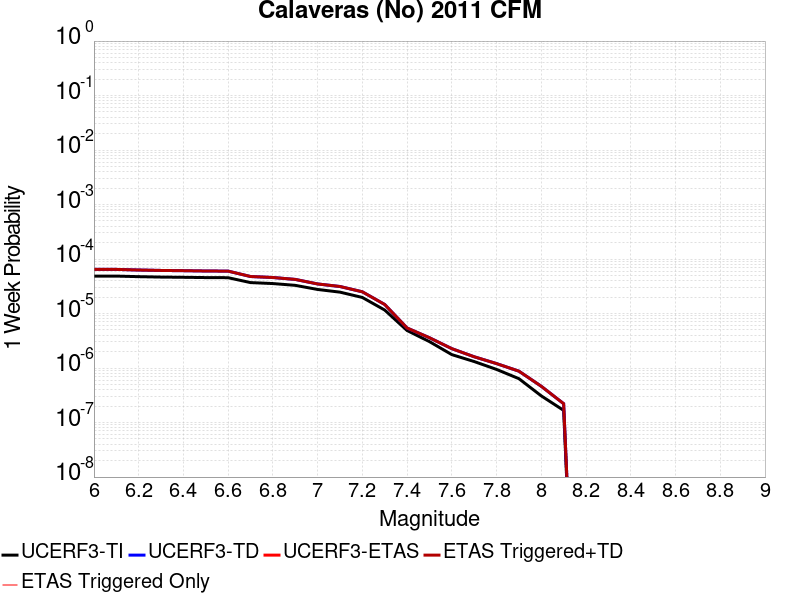 Calaveras (No) 2011 CFM
1 Week Probability
10^0
10^-1
10^-2
10^-3
10^-4
10^-5
10^-6
10^-7
10^-8
6 6.2 6.4 6.6 6.8 7 7.2 7.4 7.6 7.8 8 8.2 8.4 8.6 8.8 9
Magnitude
UCERF3-TI UCERF3-TD UCERF3-ETAS ETAS Triggered+TD
ETAS Triggered Only